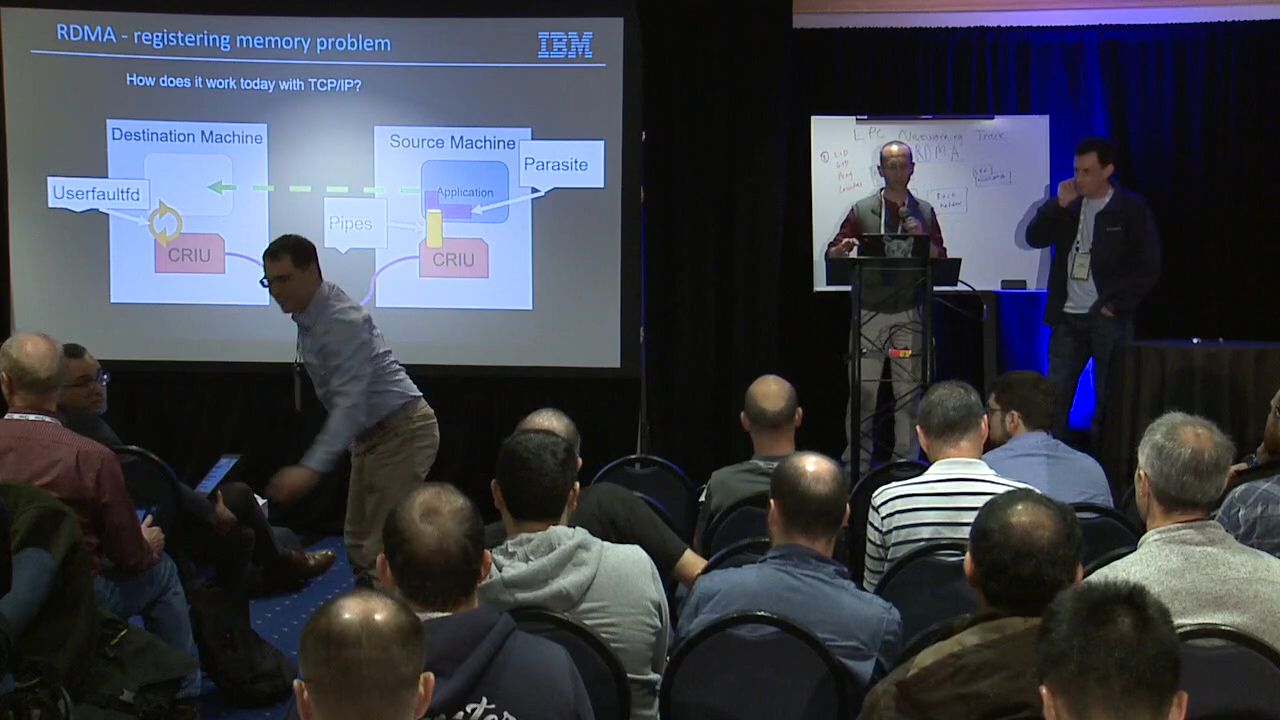 RDMA - registering memory problem
IBM
How does it work today with TCP/IP?
Destination Machine
Source Machine
Parasite
Userfaultfd
Application
Pipes
CRIU
CRIU
LPC Networking Track
RDMA